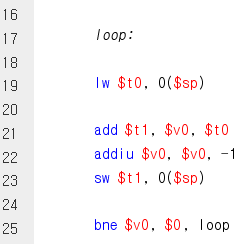 16
17 loop:
18
19 lw $t0, 0($sp)
20
21 add $t1, $v0, $t0
22 addiu $v0, $v0, -1
23 sw $t1, 0($sp)
24
25 bne $v0, $0, loop